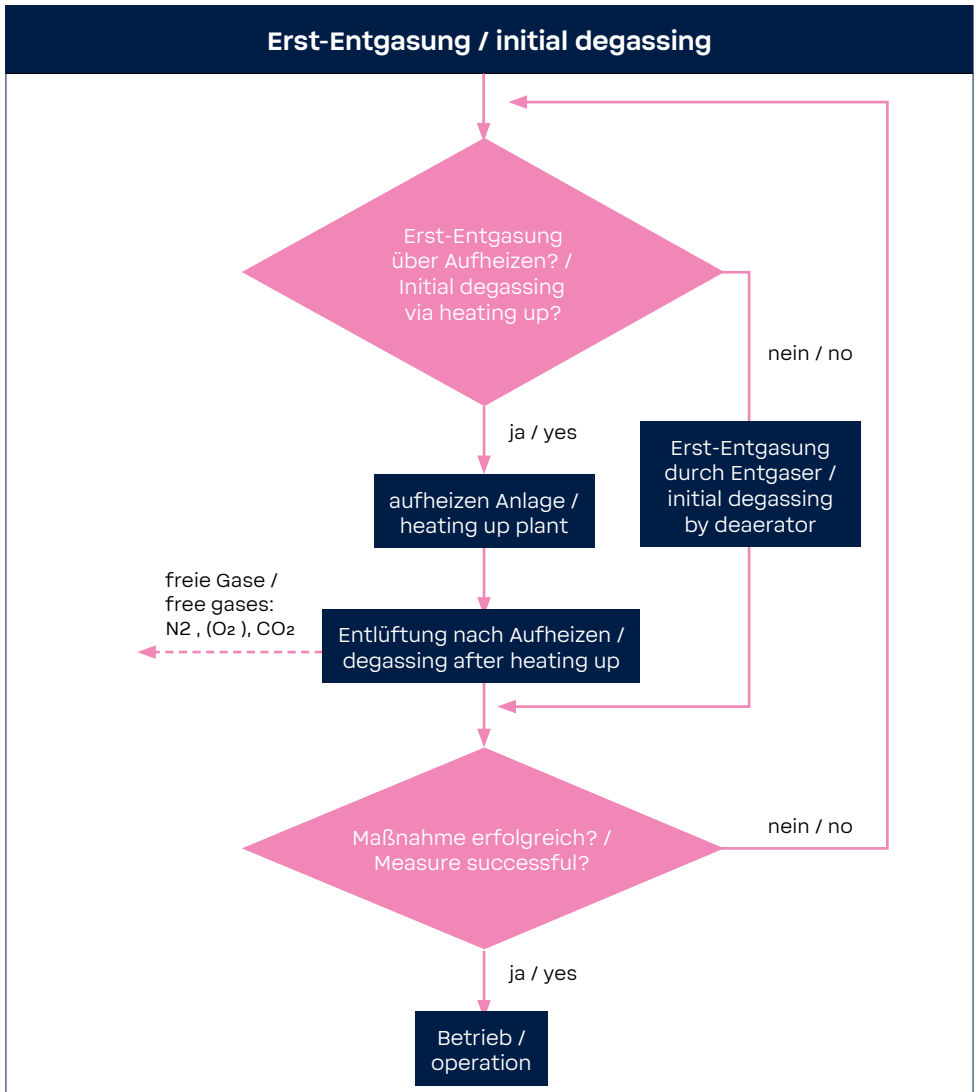 Erst-Entgasung / initial degassing
Erst-Entgasung
über Aufheizen? /
Initial degassing
via heating up?
nein / no
ja / yes
Erst-Entgasung
durch Entgaser /
initial degassing
by deaerator
aufheizen Anlage /
heating up plant
freie Gase /
free gases:
N2 , (O₂ ), CO₂
Entlüftung nach Aufheizen /
degassing after heating up
Maßnahme erfolgreich? /
Measure successful?
nein / no
ja / yes
Betrieb /
operation